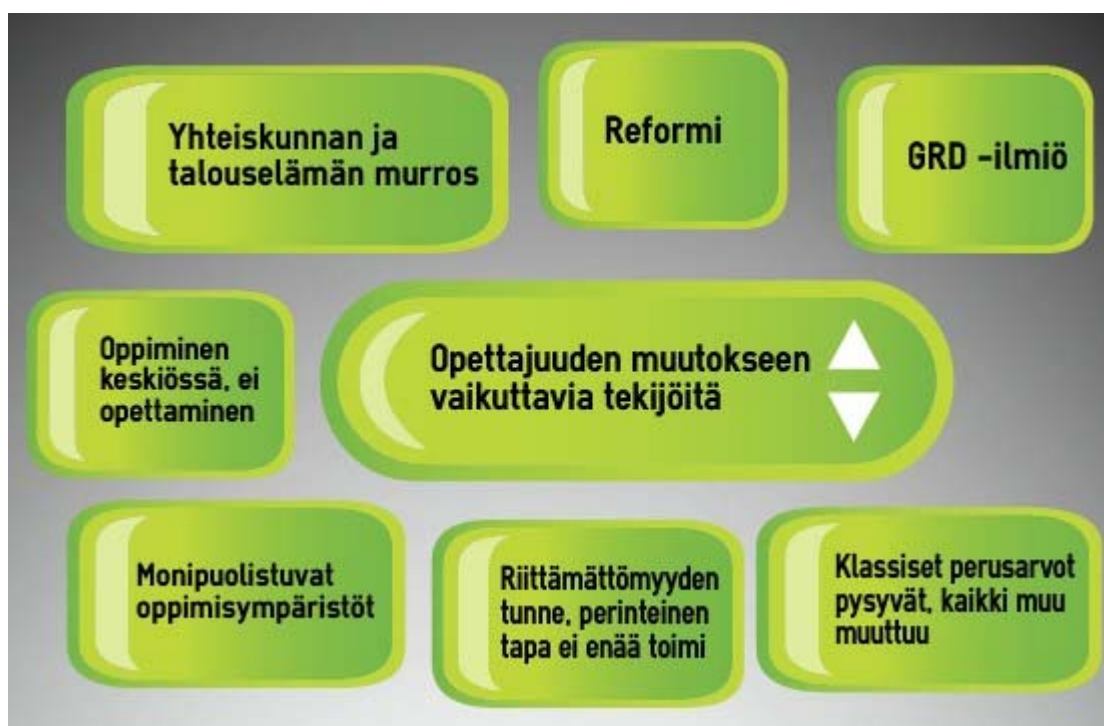 Yhteiskunnan ja
talouselämän murros
Reformi
GRD -ilmiö
Oppiminen
keskiössä, ei
opettaminen
Opettajuuden muutokseen
vaikuttavia tekijöitä
Monipuolistuvat
oppimisympäristöt
Riittämättömyyden
tunne, perinteinen
tapa ei enää toimi
Klassiset perusarvot
pysyvät, kaikki muu
muuttuu